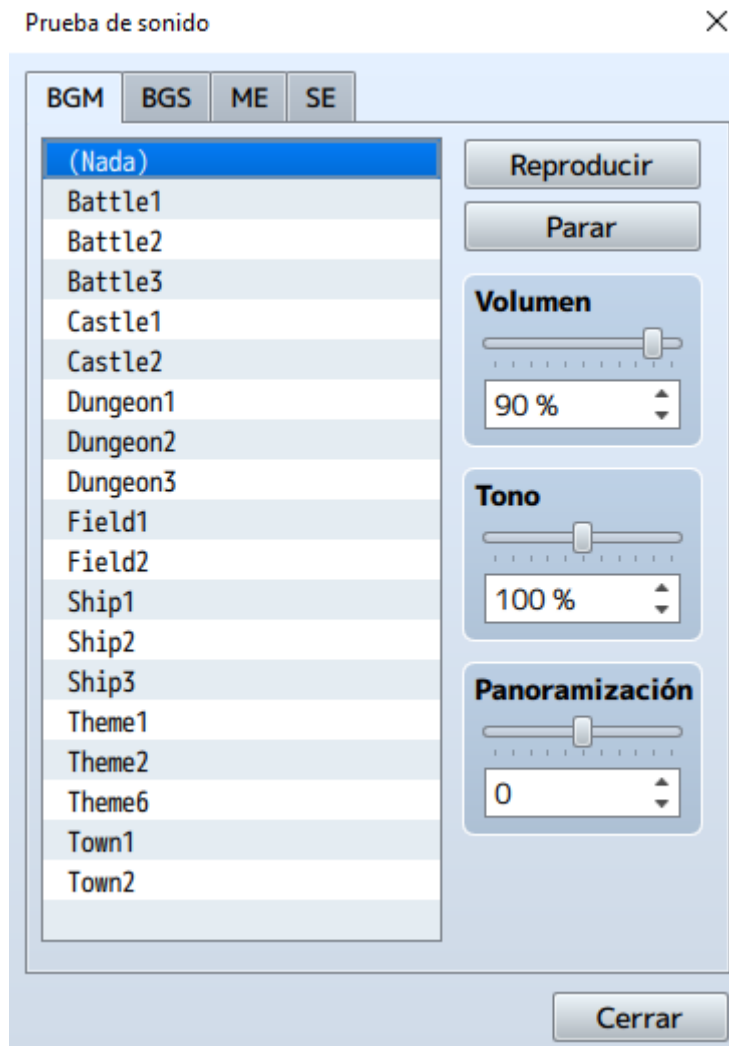 Prueba de sonido
BGM BGS ME SE
(Nada)
Battle1
Battle2
Battle3
Castle1
Castle2
Dungeon1
Dungeon2
Dungeon3
Field1
Field2
Ship1
Ship2
Ship3
Theme1
Theme2
Theme6
Town1
Town2
Reproducir
Parar
Volumen
90 %
Tono
100 %
Panoramización
0
Cerrar